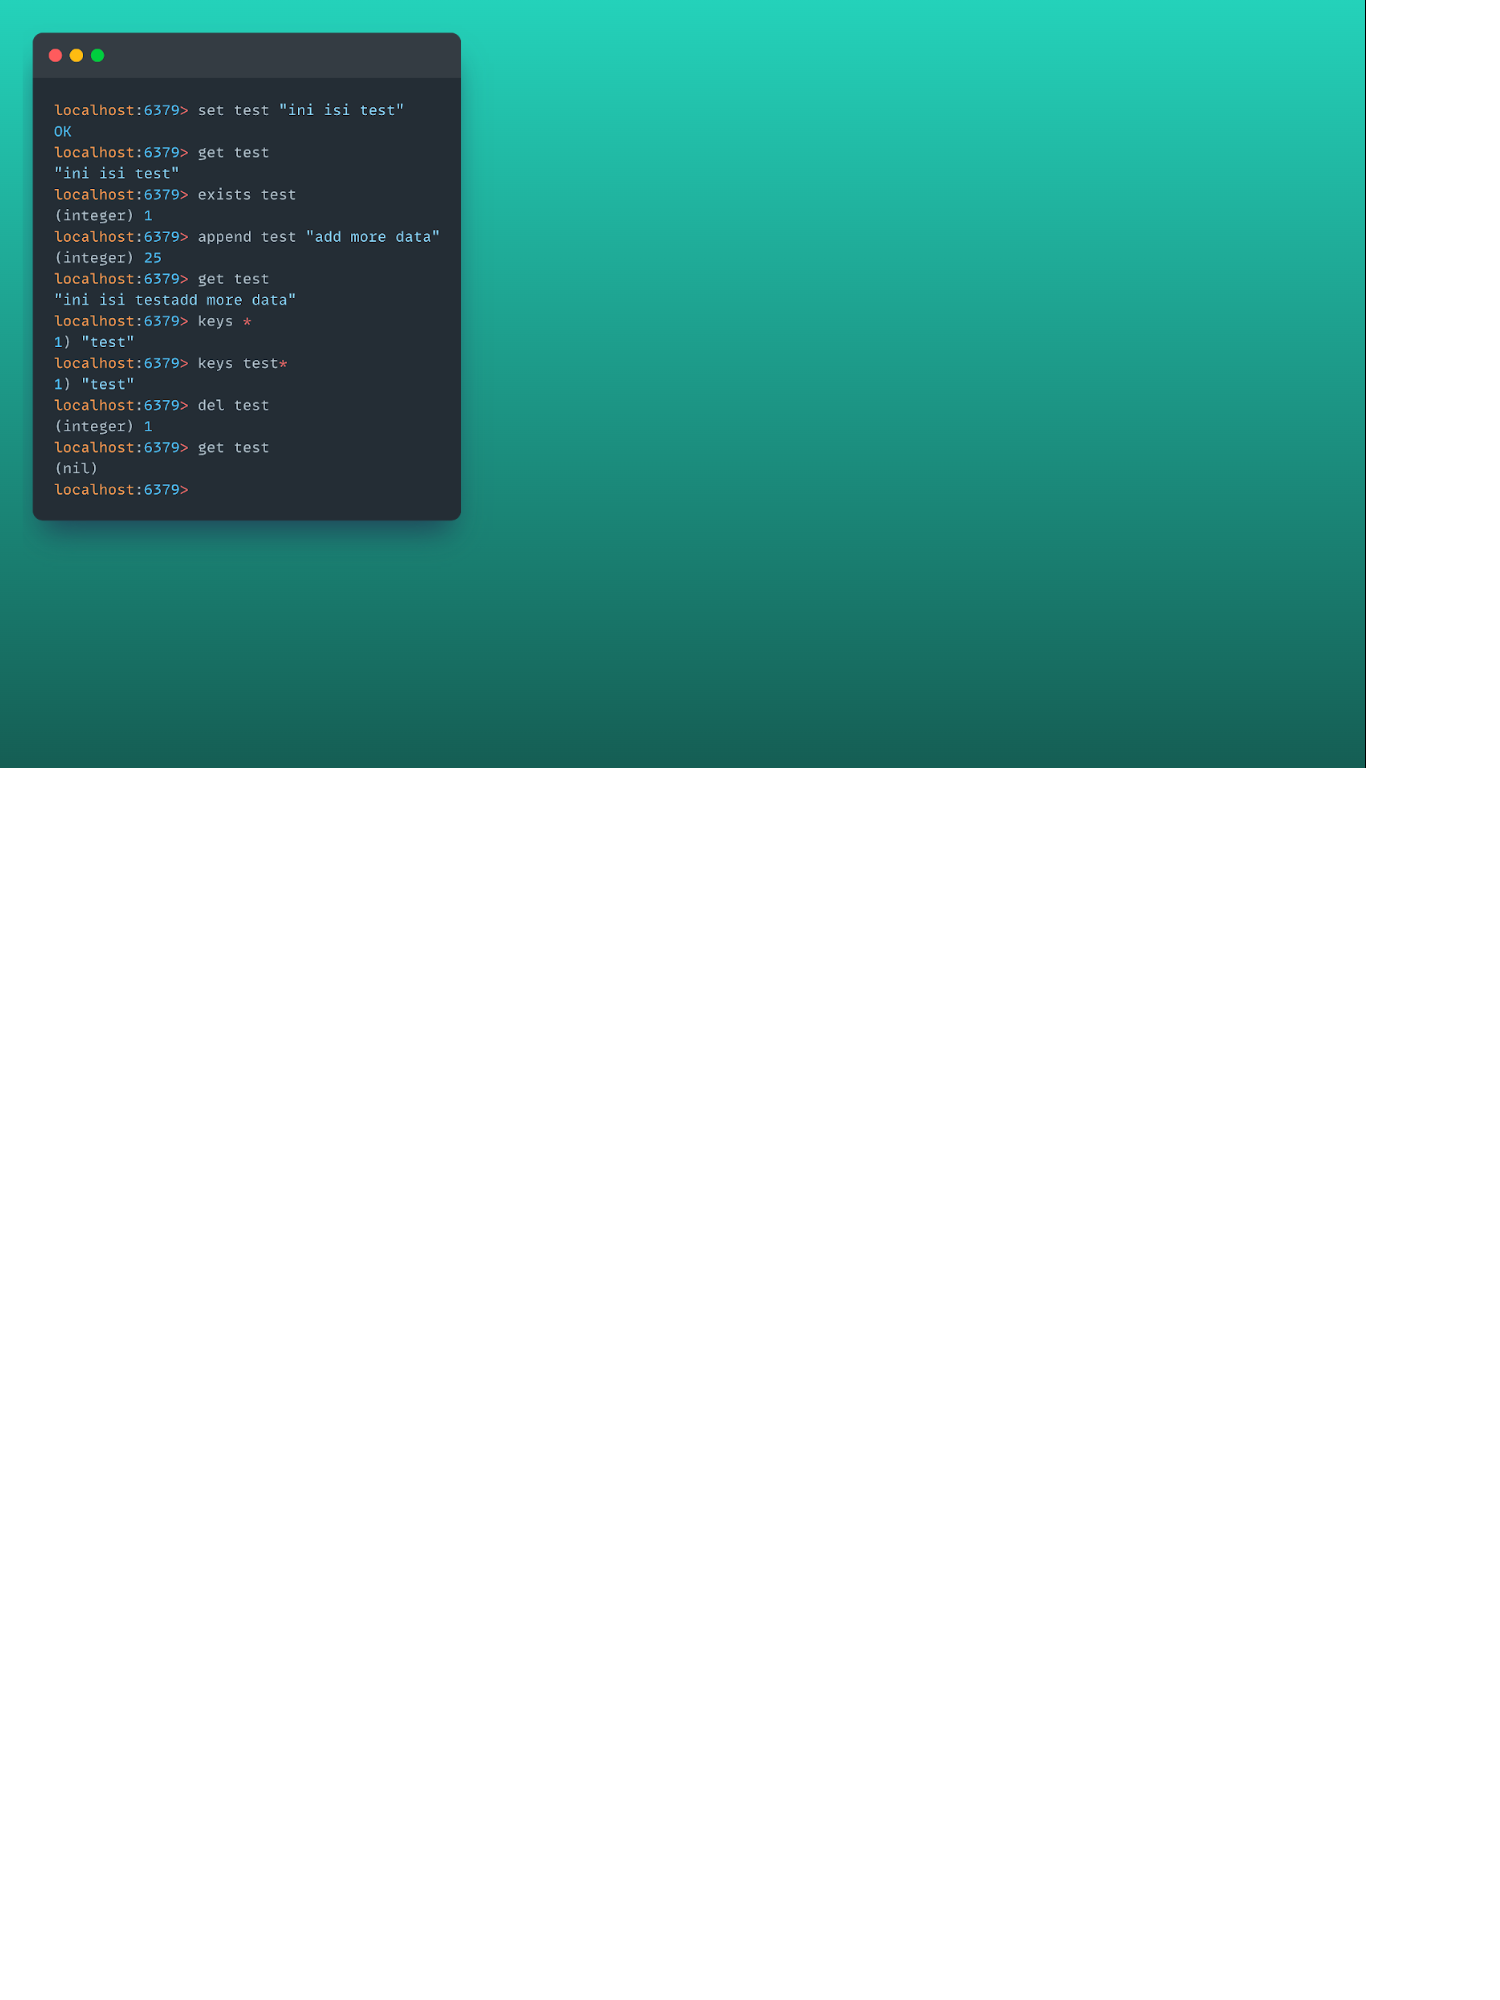 localhost:6379> set test "ini isi test"
OK
localhost:6379> get test
"ini isi test"
localhost:6379> exists test
(integer) 1
localhost:6379> append test "add more data"
(integer) 25
localhost:6379> get test
"ini isi testadd more data"
localhost:6379> keys *
1) "test"
localhost:6379> keys test*
1) "test"
localhost:6379> del test
(integer) 1
localhost:6379> get test
(nil)
localhost:6379>